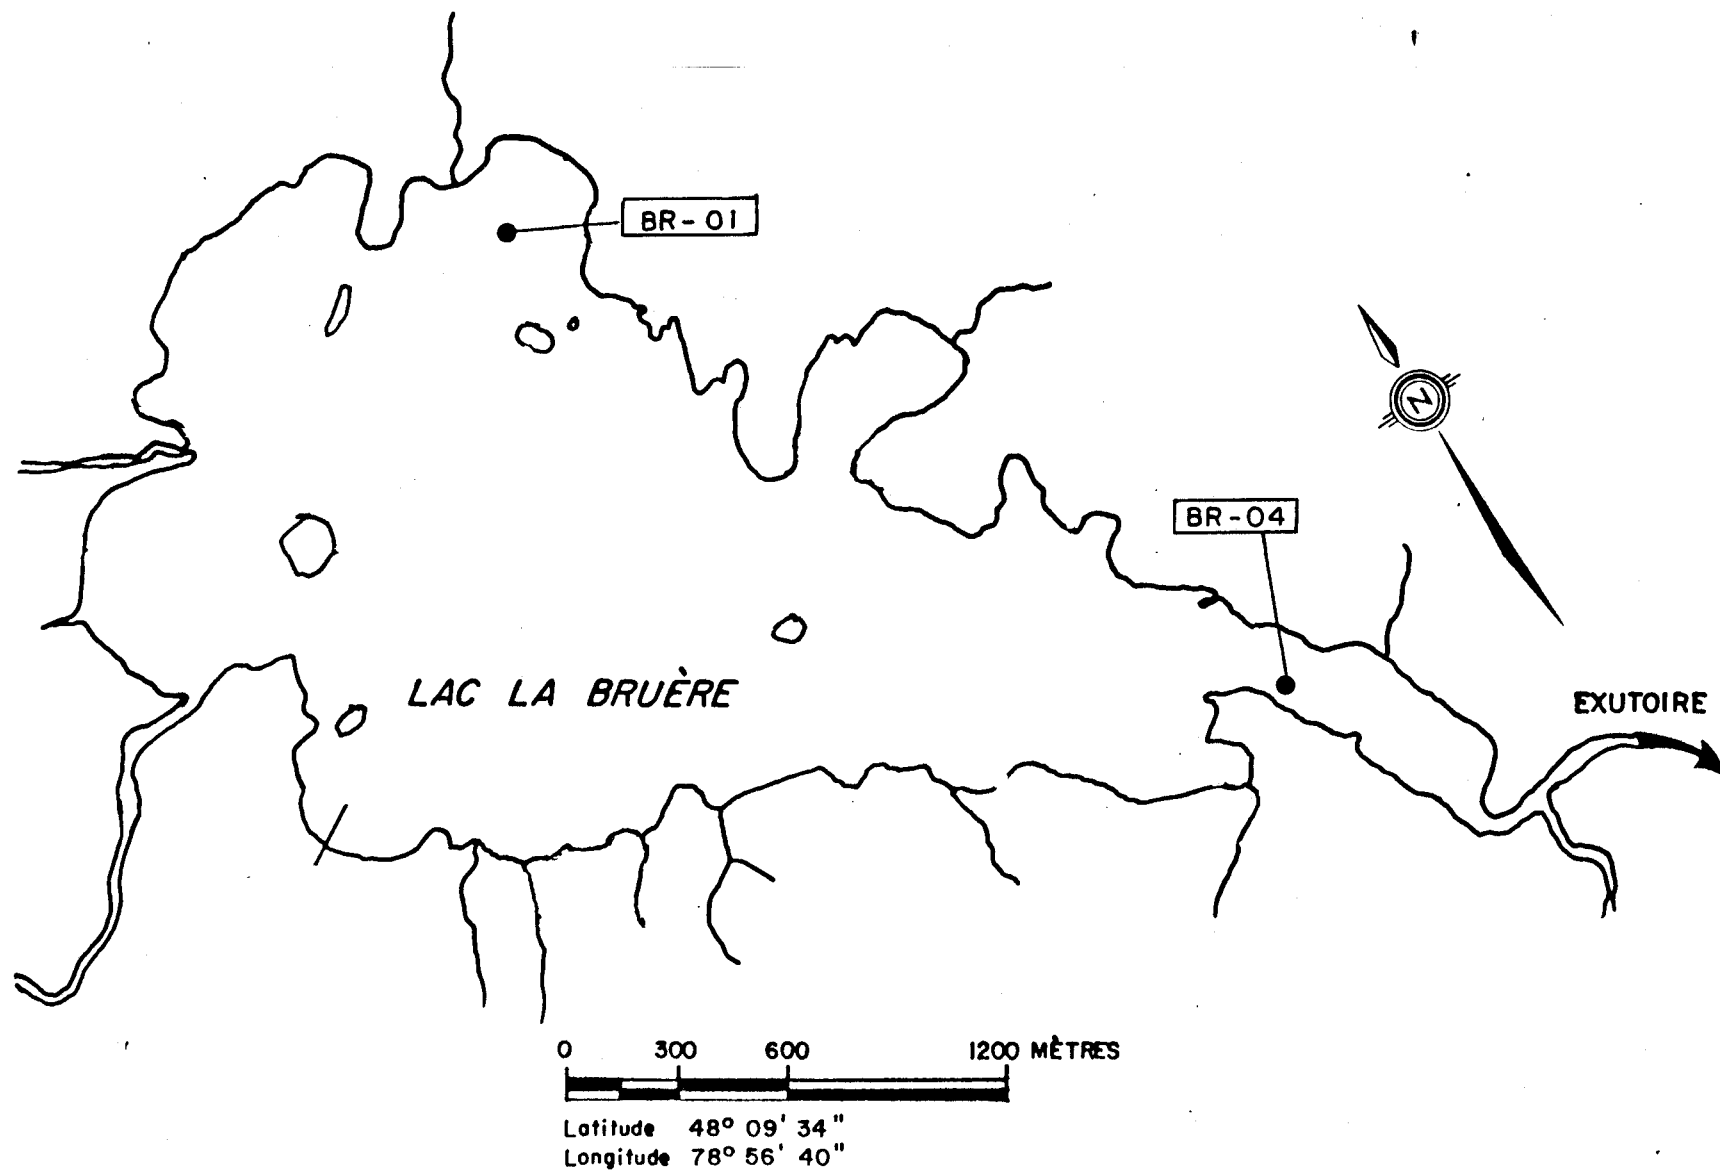 BR-01
N
BR-04
LAC LA BRUÈRE
EXUTOIRE
0 300 600 1200 MÈTRES
Latitude 48° 09' 34"
Longitude 78° 56' 40"